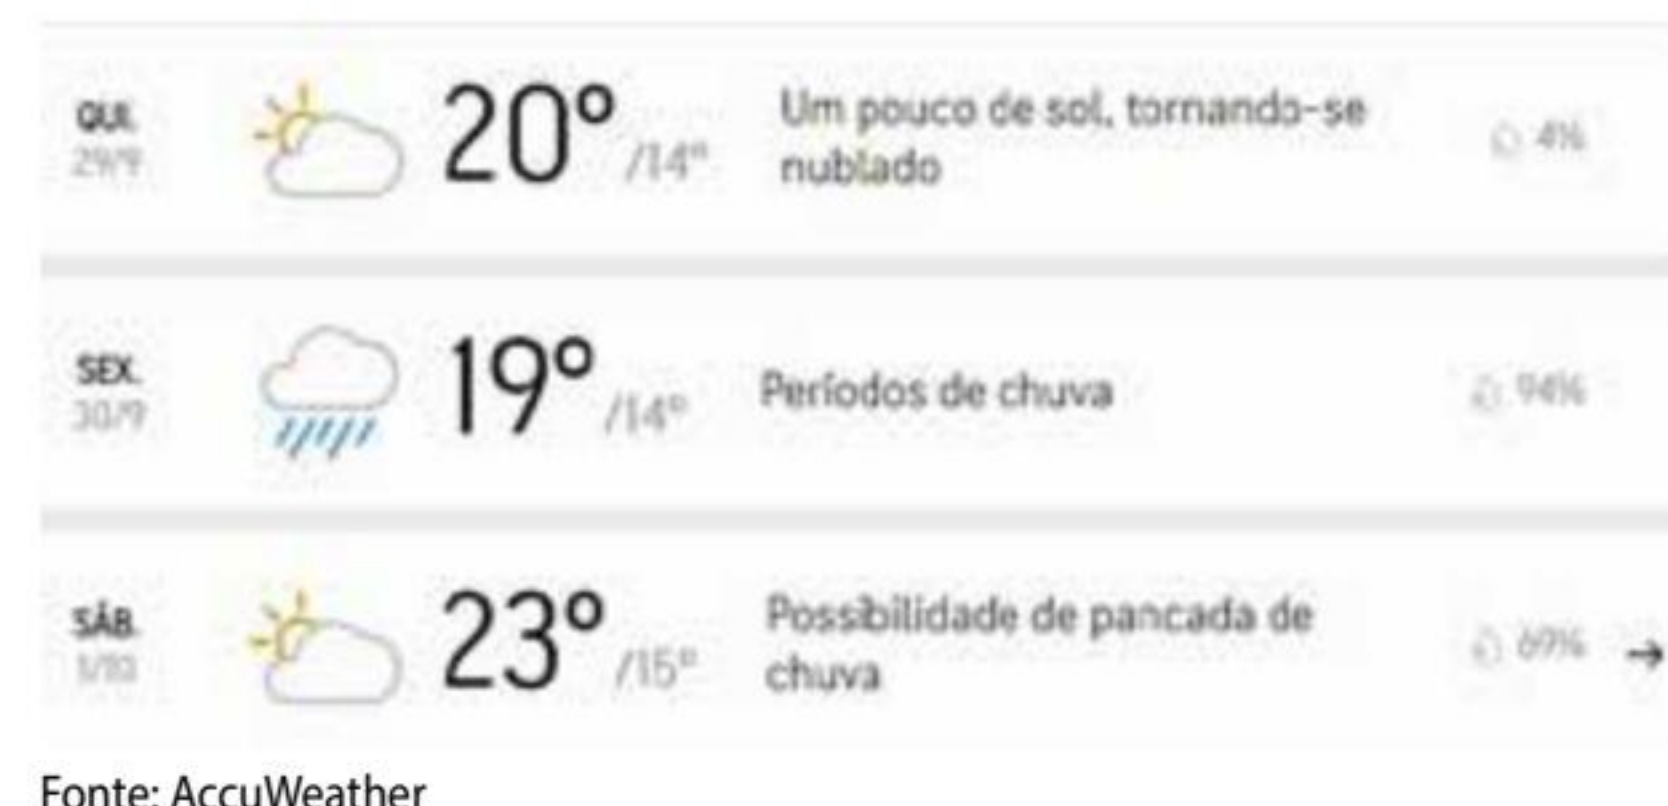 QUI.
29/9
20°
/14°
Um pouco de sol, tornando-se
nublado
4%
SEX.
30/9
19°
/14°
Períodos de chuva
94%
SÁB.
1/10
23°
/15°
Possibilidade de pancada de
chuva
69% →
Fonte: AccuWeather